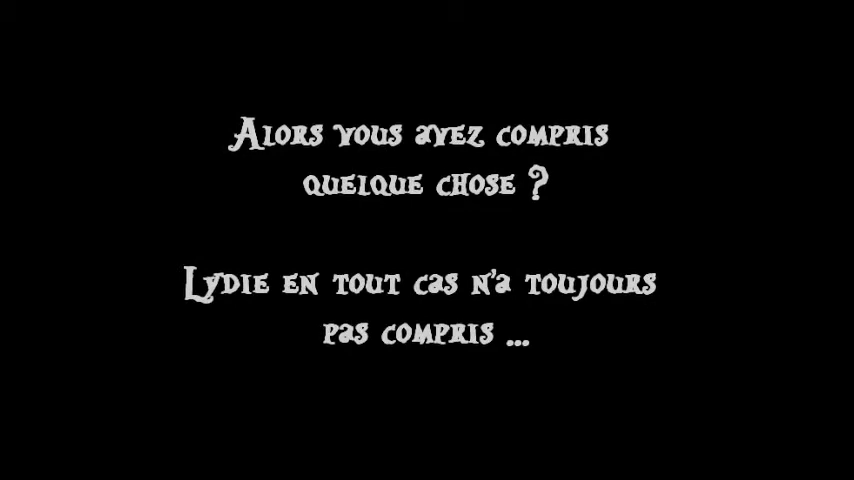 Alors vous avez compris
quelque chose ?
Lydie en tout cas n'a toujours
pas compris ...